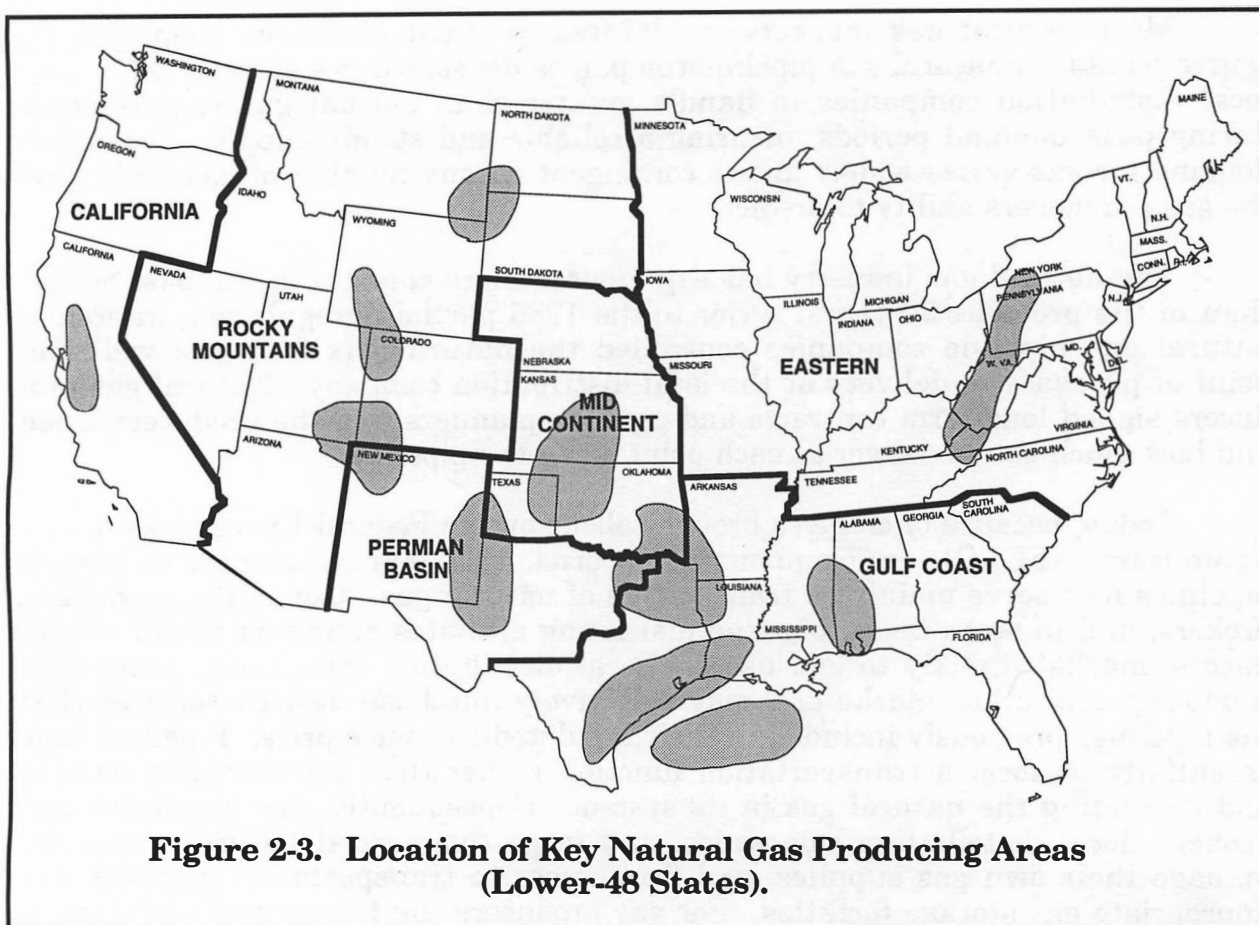 WASHINGTON
MONTANA
NORTH DAKOTA
MINNESOTA
MAINE
OREGON
IDAHO
VT.
WISCONSIN
CALIFORNIA
WYOMING
N.H.
MASS.
CALIFORNIA
NEVADA
SOUTH DAKOTA
IOWA
NEW YORK
CONN.
R.I.
UTAH
ILLINOIS
MICHIGAN
PENNSYLVANIA
N.J.
INDIANA
OHIO
ROCKY
MOUNTAINS
COLORADO
NEBRASKA
KANSAS
MISSOURI
EASTERN
W. VA.
MD.
MID
CONTINENT
VIRGINIA
ARIZONA
NEW MEXICO
KENTUCKY
NORTH CAROLINA
TEXAS
OKLAHOMA
ARKANSAS
TENNESSEE
ALABAMA
GEORGIA
SOUTH
CAROLINA
PERMIAN
BASIN
GULF COAST
LOUISIANA
MISSISSIPPI
FLORIDA
Figure 2-3. Location of Key Natural Gas Producing Areas
(Lower-48 States).